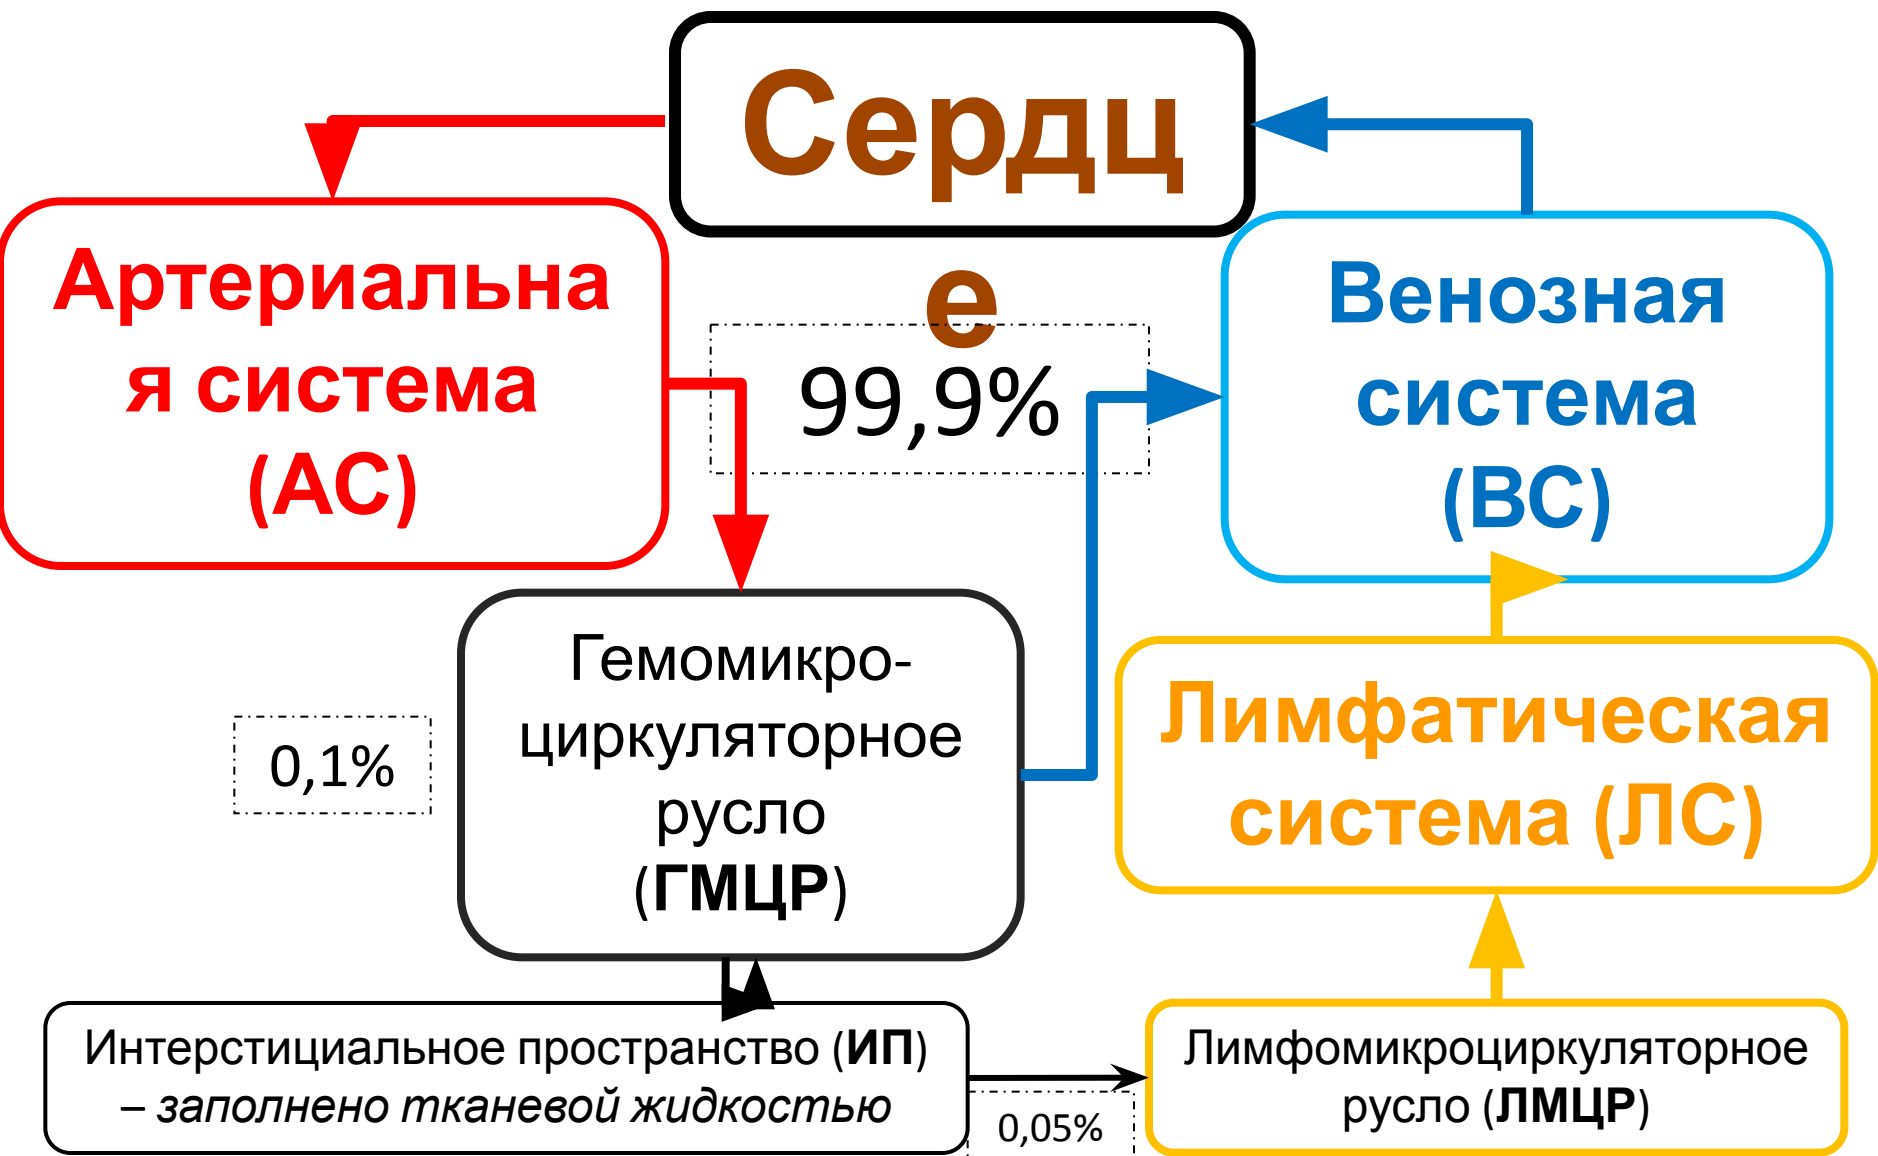 Сердц
е
Артериальна
я система
(АС)
99,9%
Венозная
система
(ВС)
Гемомикро-
циркуляторное
русло
(ГМЦР)
0,1%
Лимфатическая
система (ЛС)
Интерстициальное пространство (ИП)
– заполнено тканевой жидкостью
0,05%
Лимфомикроциркуляторное
русло (ЛМЦР)